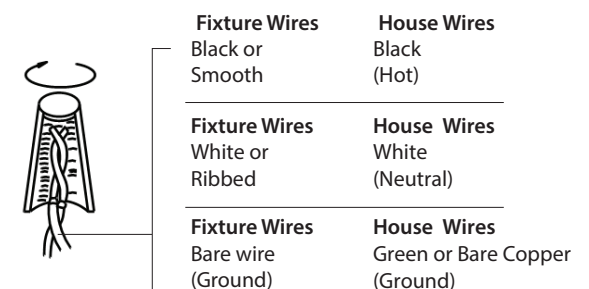 Fixture Wires House Wires
Black or Black
Smooth (Hot)
Fixture Wires House Wires
White or White
Ribbed (Neutral)
Fixture Wires House Wires
Bare wire Green or Bare Copper
(Ground) (Ground)